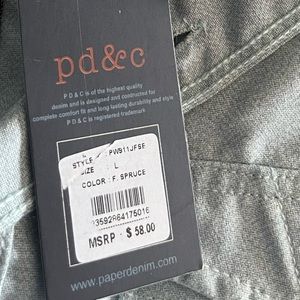 pd&c
P D & C is of the highest quality
denim and is designed and constructed for
complete comfort fit and long lasting durability and style
P D & C is registered trademark
STYLE PW911JFSE
SIZE L
COLOR F. SPRUCE
MSRP - $ 58.00
www.paperdenim.com